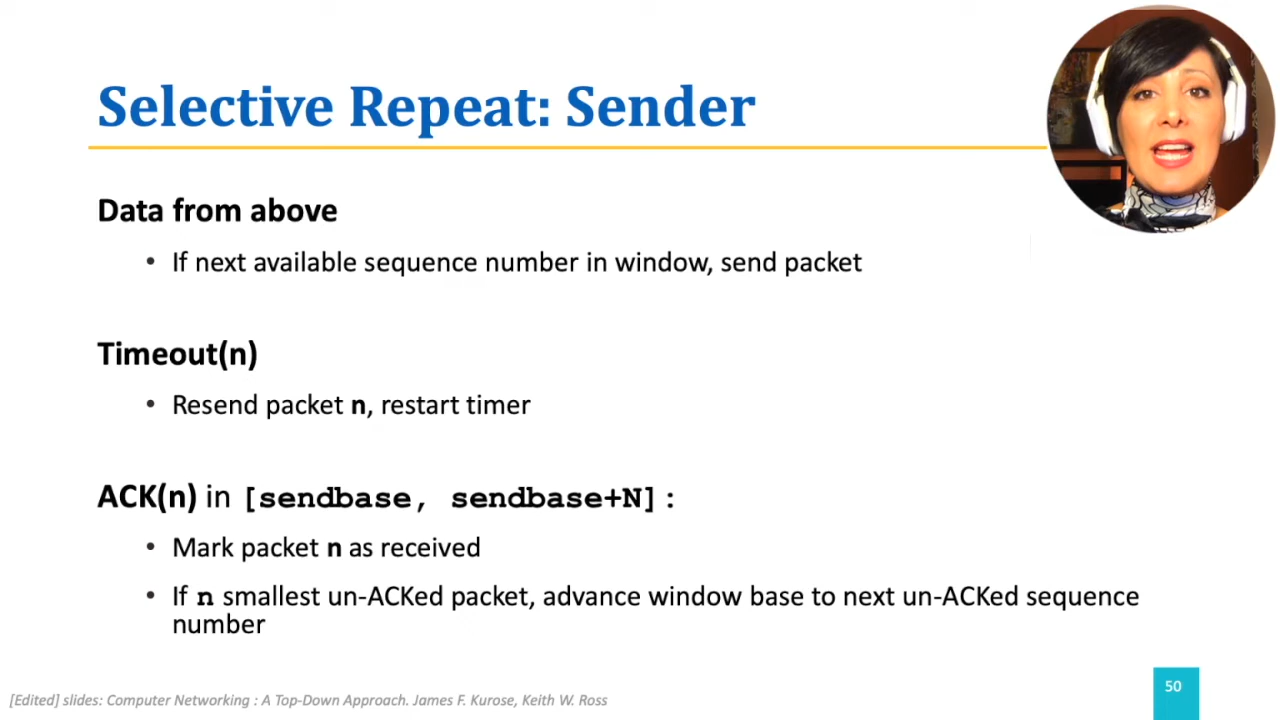 Selective Repeat: Sender
Data from above
• If next available sequence number in window, send packet
Timeout(n)
• Resend packet n, restart timer
ACK(n) in [sendbase, sendbase+N]:
• Mark packet n as received
• If n smallest un-ACKed packet, advance window base to next un-ACKed sequence
number
[Edited] slides: Computer Networking : A Top-Down Approach. James F. Kurose, Keith W. Ross
50